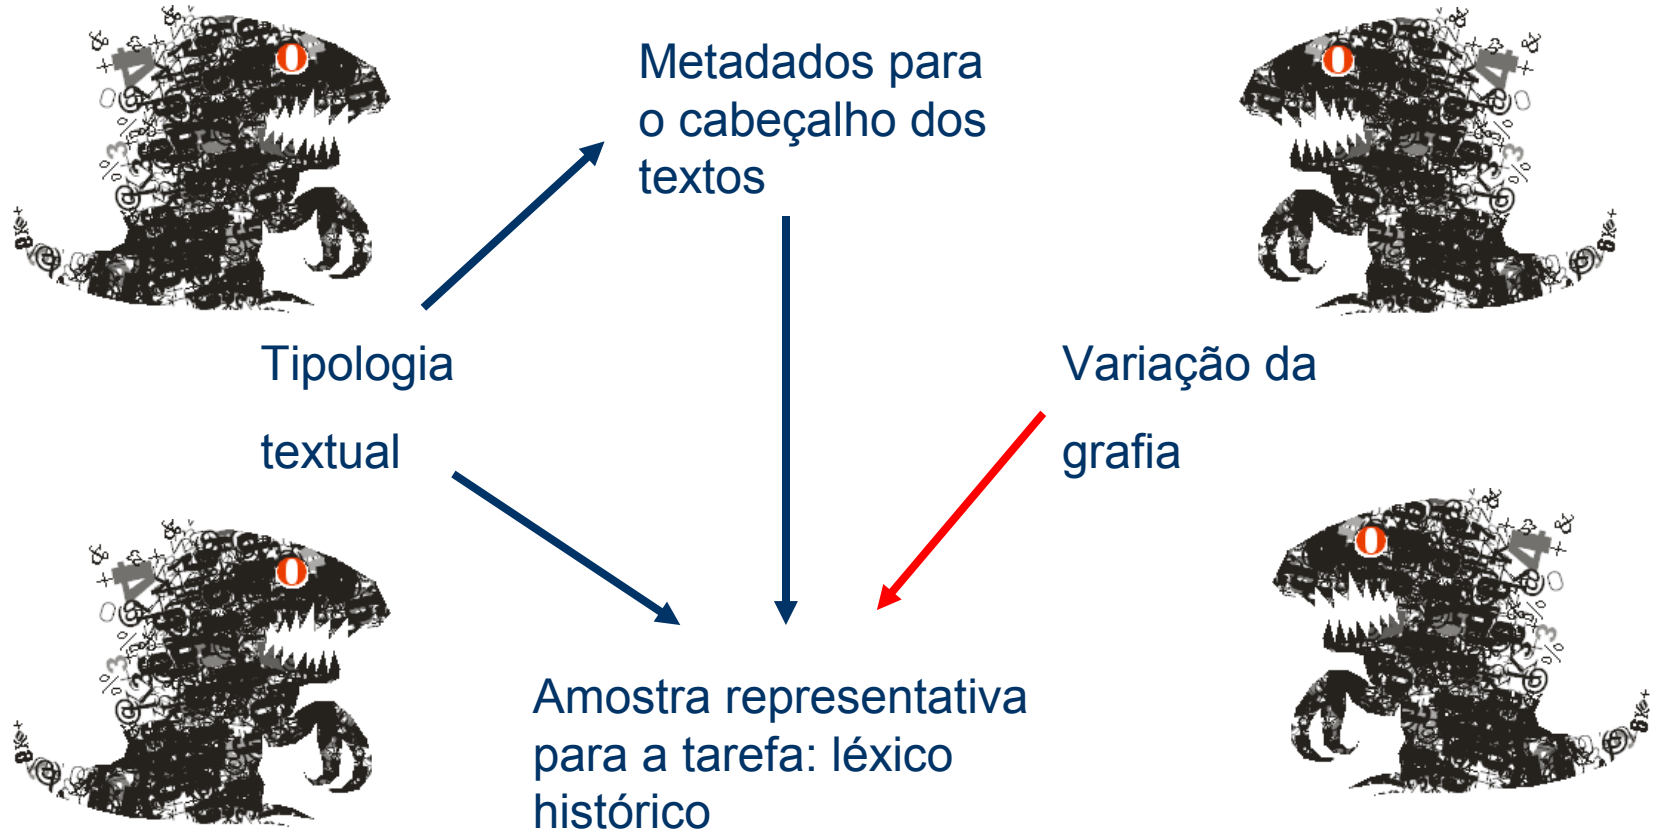 Metadados para
o cabeçalho dos
textos
Tipologia
textual
Variação da
grafia
Amostra representativa
para a tarefa: léxico
histórico